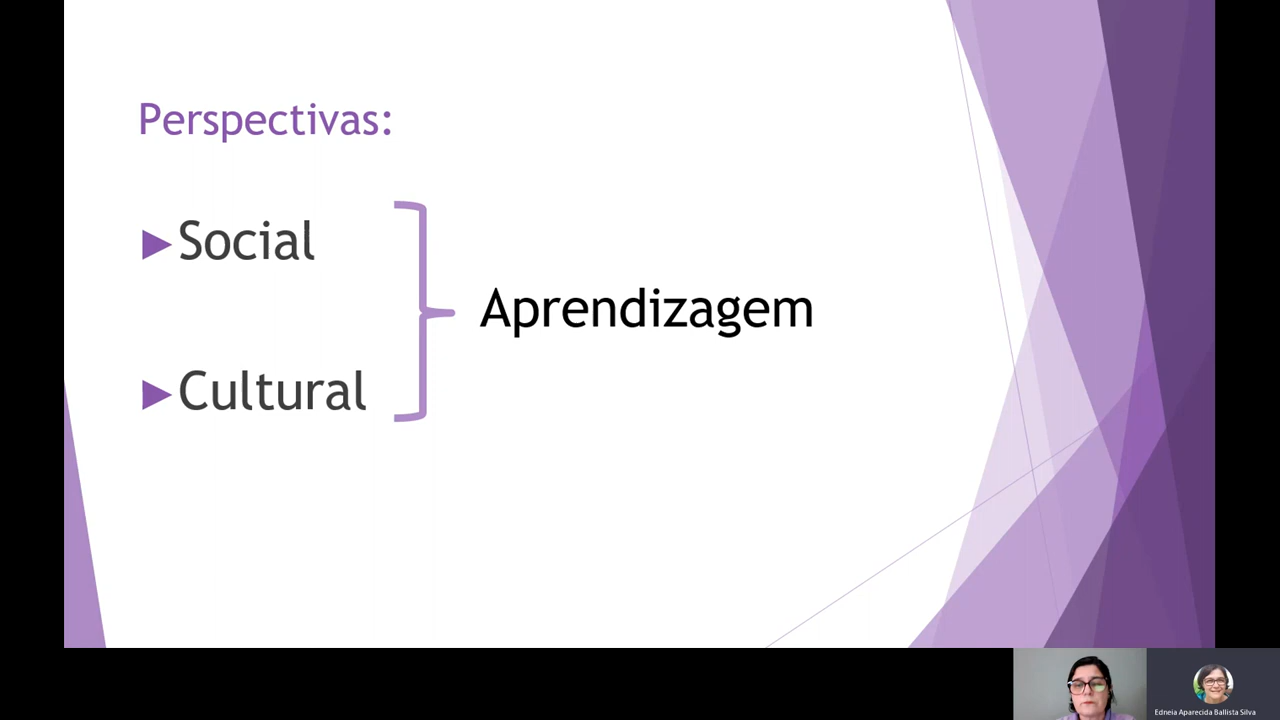 Perspectivas:
Social
Aprendizagem
Cultural
Edneia Aparecida Ballista Silva